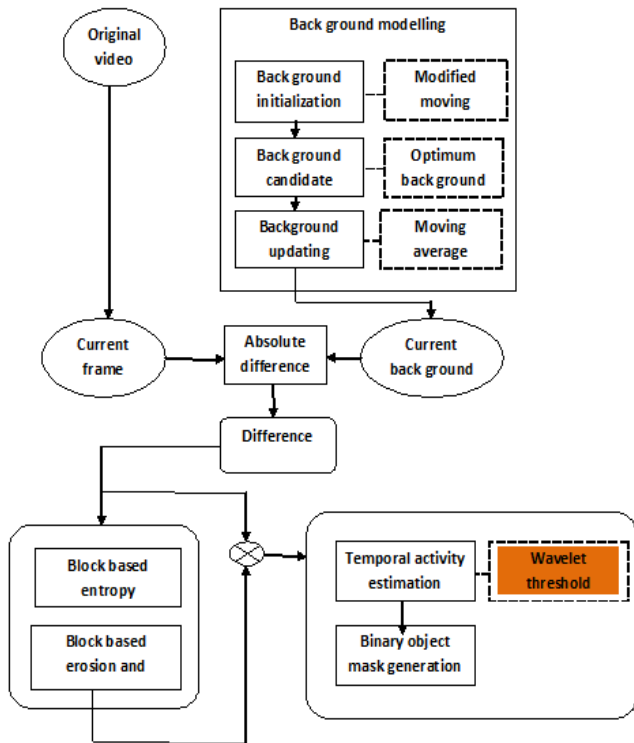 Original
video
Back ground modelling
Back ground
initialization
Modified
moving
Back ground
candidate
Optimum
back ground
Background
updating
Moving
average
Current
frame
Absolute
difference
Current
back ground
Difference
Block based
entropy
Block based
erosion and
Temporal activity
estimation
Wavelet
threshold
Binary object
mask generation